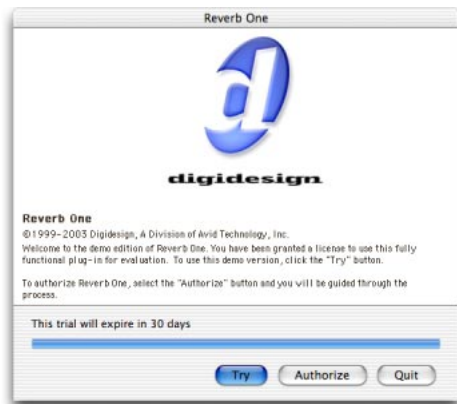 Reverb One
digidesign
Reverb One
©1999-2003 Digidesign, A Division of Avid Technology, Inc.
Welcome to the demo edition of Reverb One. You have been granted a license to use this fully
functional plug-in for evaluation. To use this demo version, click the "Try" button.
To authorize Reverb One, select the "Authorize" button and you will be guided through the
process.
This trial will expire in 30 days
Try
Authorize
Quit